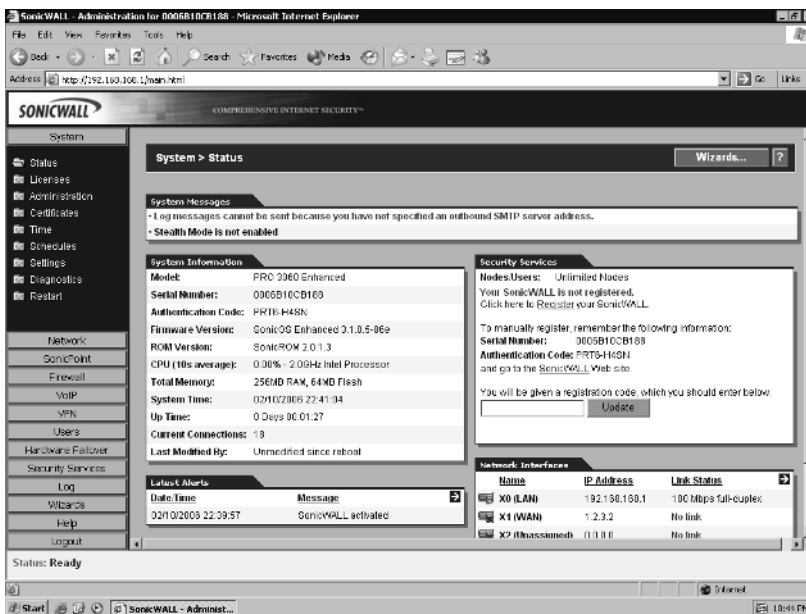 SonicWALL - Administration for 0006B10CB188 - Microsoft Internet Explorer
File Edit View Favorites Tools Help
Back Search Favorites Media
Address http://192.168.168.1/main.html Go Links
SONICWALL COMPREHENSIVE INTERNET SECURITY™
System
Status
Licenses
Administration
Certificates
Time
Schedules
Settings
Diagnostics
Restart
Network
SonicPoint
Firewall
VoIP
VPN
Users
Hardware Failover
Security Services
Log
Wizards
Help
Logout
System > Status Wizards... ?
System Messages
· Log messages cannot be sent because you have not specified an outbound SMTP server address.
· Stealth Mode is not enabled
System Information
Model: PRO 3060 Enhanced
Serial Number: 0006B10CB188
Authentication Code: PRT6-H4SN
Firmware Version: SonicOS Enhanced 3.1.0.5-86e
ROM Version: SonicROM 2.0.1.3
CPU (10s average): 0.00% - 2.0GHz Intel Processor
Total Memory: 256MB RAM, 64MB Flash
System Time: 02/10/2006 22:41:04
Up Time: 0 Days 00:01:27
Current Connections: 18
Last Modified By: Unmodified since reboot
Latest Alerts
Date/Time Message
02/10/2006 22:39:57 SonicWALL activated
Security Services
Nodes/Users: Unlimited Nodes
Your SonicWALL is not registered.
Click here to Register your SonicWALL.
To manually register, remember the following information:
Serial Number: 0006B10CB188
Authentication Code: PRT6-H4SN
and go to the SonicWALL Web site.
You will be given a registration code, which you should enter below:
Update
Network Interfaces
Name IP Address Link Status
X0 (LAN) 192.168.168.1 100 Mbps full-duplex
X1 (WAN) 1.2.3.2 No link
X2 (Unassigned) 0.0.0.0 No link
Status: Ready
Internet
Start SonicWALL - Administ... 10:44 PM